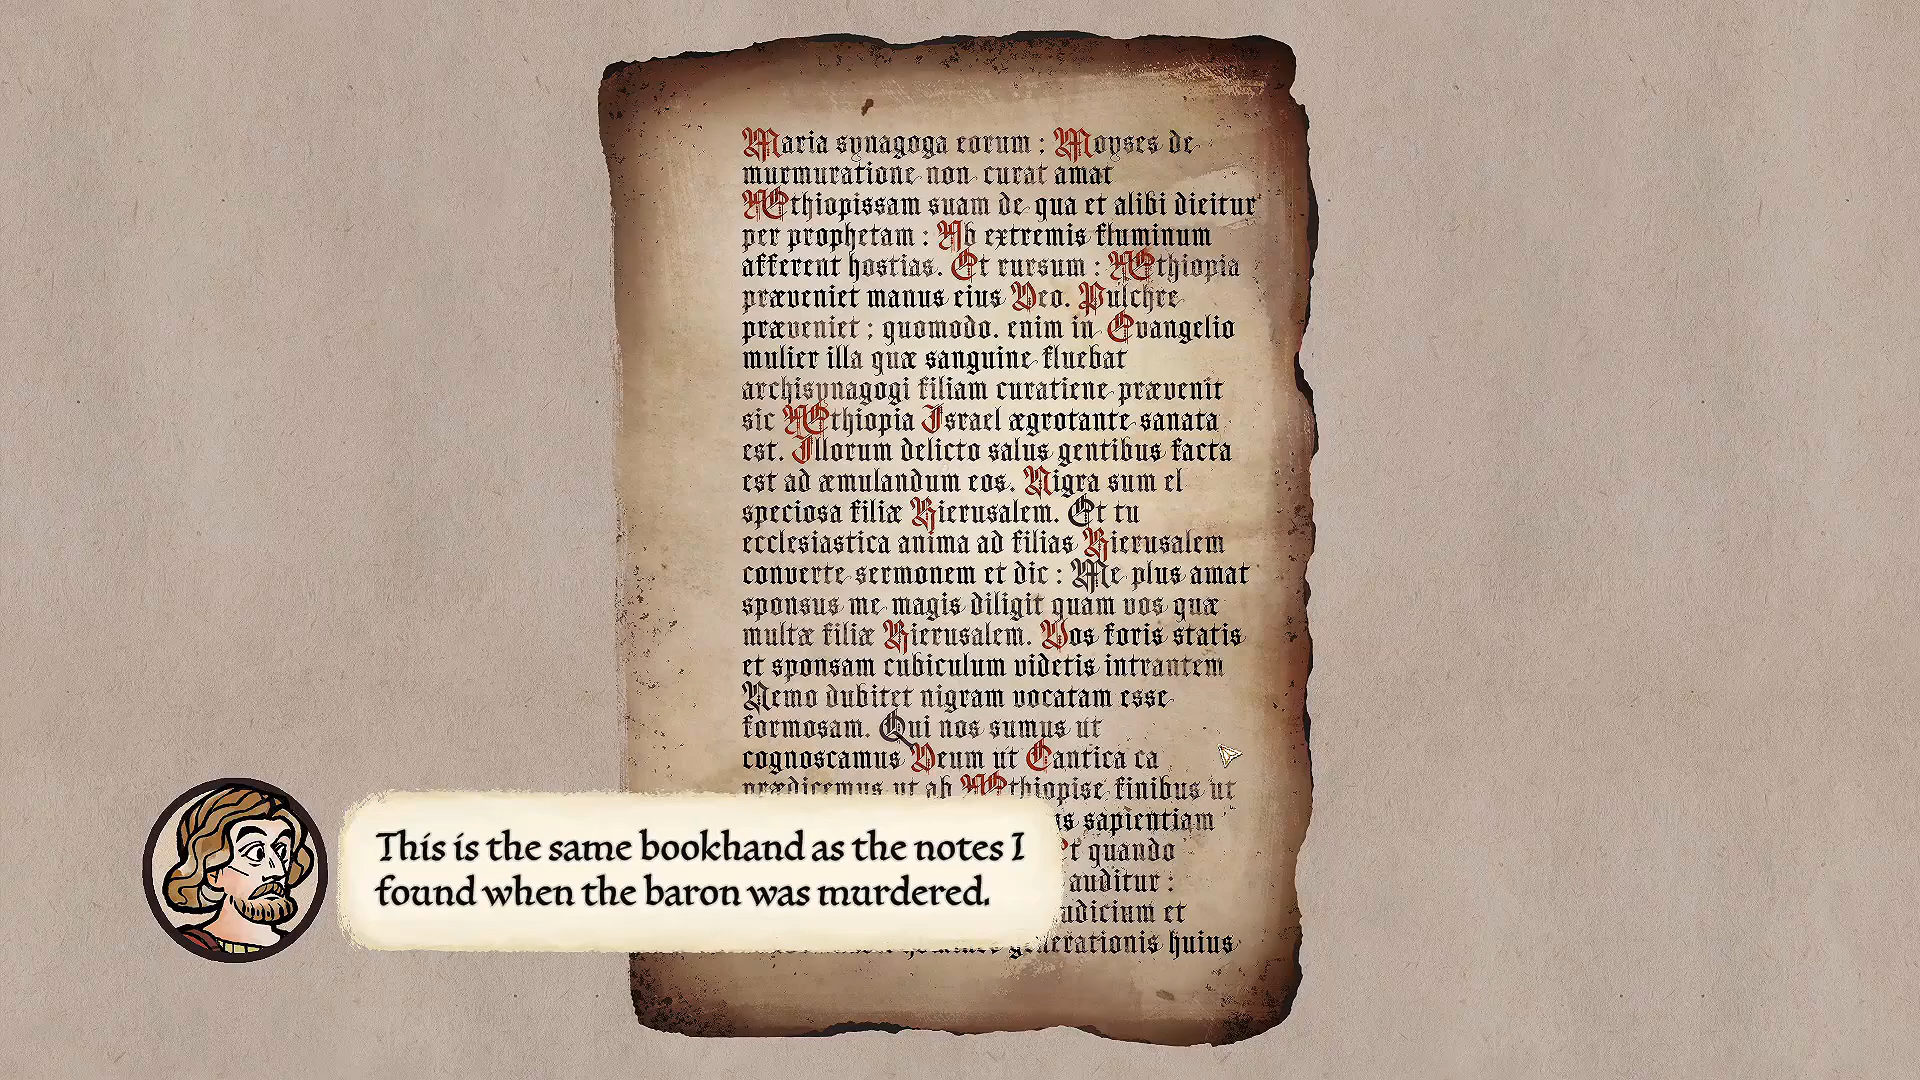 Maria synagoga eorum : Moyses de
murmuratione non curat amat
Æthiopissam suam de qua et alibi dieitur
per prophetam : Ab extremis fluminum
afferent hostias. Et rursum : Æthiopia
præveniet manus eius Deo. Pulchre
præveniet ; quomodo. enim in Evangelio
mulier illa quæ sanguine fluebat
archisynagogi filiam curatiene prævenit
sic Æthiopia Israel ægrotante sanata
est. Illorum delicto salus gentibus facta
est ad æmulandum eos. Nigra sum el
speciosa filiæ Hierusalem. Et tu
ecclesiastica anima ad filias Hierusalem
converte sermonem et dic : Me plus amat
sponsus me magis diligit quam vos quæ
multæ filiæ Hierusalem. Vos foris statis
et sponsam cubiculum videtis intrantem
Nemo dubitet nigram vocatam esse
formosam. Qui nos sumus ut
cognoscamus Deum ut Cantica ca
prædicemus ut ab Æthiopise finibus ut
sapientiam
quando
auditur :
et
generationis huius
This is the same bookhand as the notes I
found when the baron was murdered.